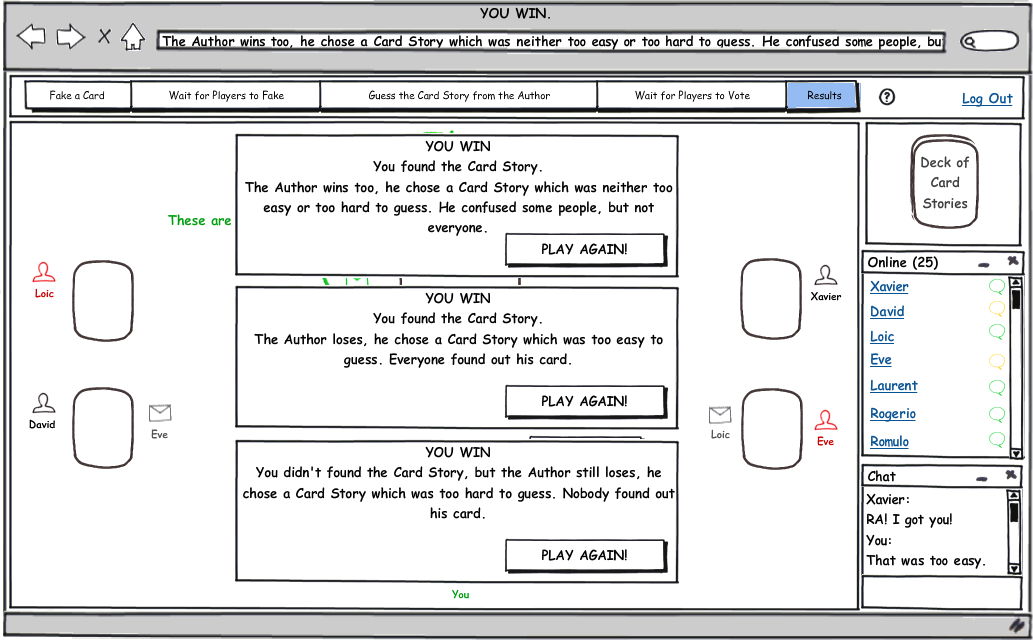 YOU WIN.
The Author wins too, he chose a Card Story which was neither too easy or too hard to guess. He confused some people, bu
Fake a Card
Wait for Players to Fake
Guess the Card Story from the Author
Wait for Players to Vote
Results
?
Log Out
YOU WIN
You found the Card Story.
The Author wins too, he chose a Card Story which was neither too
easy or too hard to guess. He confused some people, but not
everyone.
PLAY AGAIN!
These are
Loic
Xavier
YOU WIN
You found the Card Story.
The Author loses, he chose a Card Story which was too easy to
guess. Everyone found out his card.
PLAY AGAIN!
David
Eve
Loic
Eve
YOU WIN
You didn't found the Card Story, but the Author still loses, he
chose a Card Story which was too hard to guess. Nobody found out
his card.
PLAY AGAIN!
You
Deck of
Card
Stories
Online (25)
Xavier
David
Loic
Eve
Laurent
Rogerio
Romulo
Chat
Xavier:
RA! I got you!
You:
That was too easy.